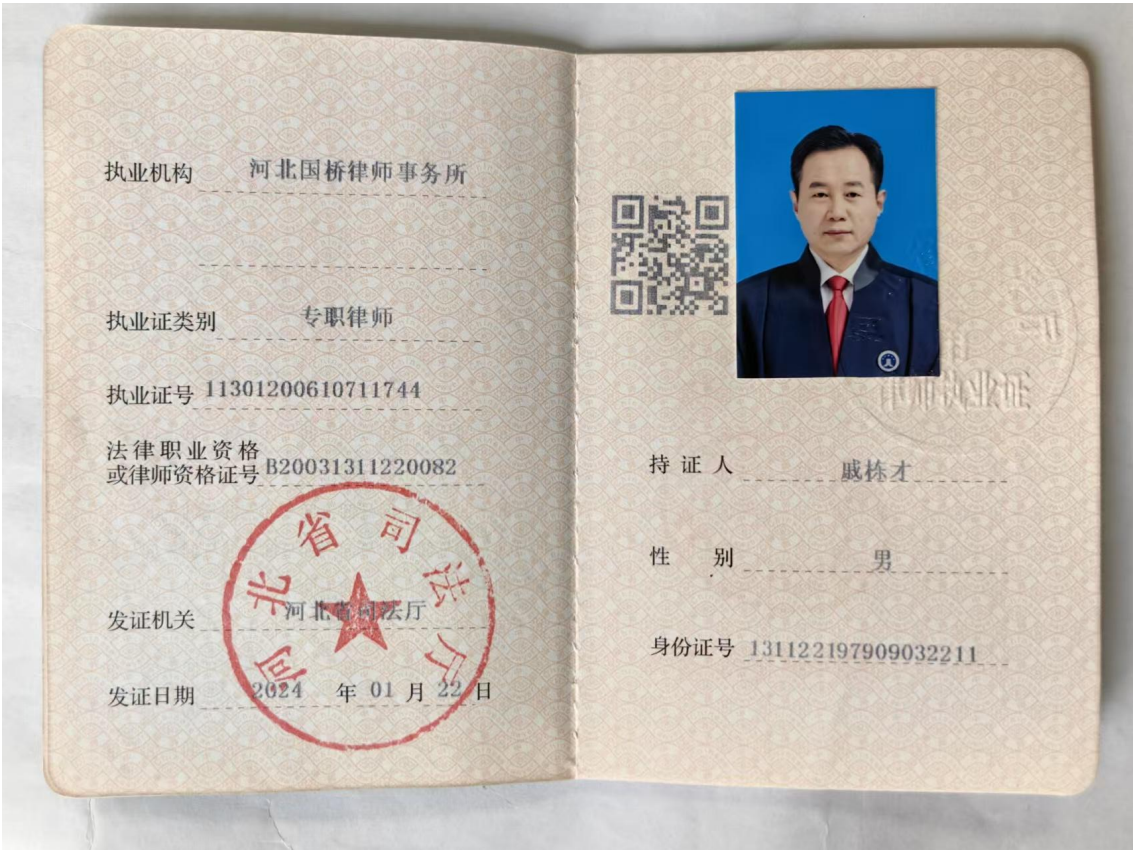 执业机构 河北国桥律师事务所
执业证类别 专职律师
执业证号 11301200610711744
法律职业资格
或律师资格证号 B20031311220082
发证机关 河北省司法厅
发证日期 2024 年 01 月 22 日
河北省司法厅
律师执业证
持证人 戚栋才
性别 男
身份证号 131122197909032211